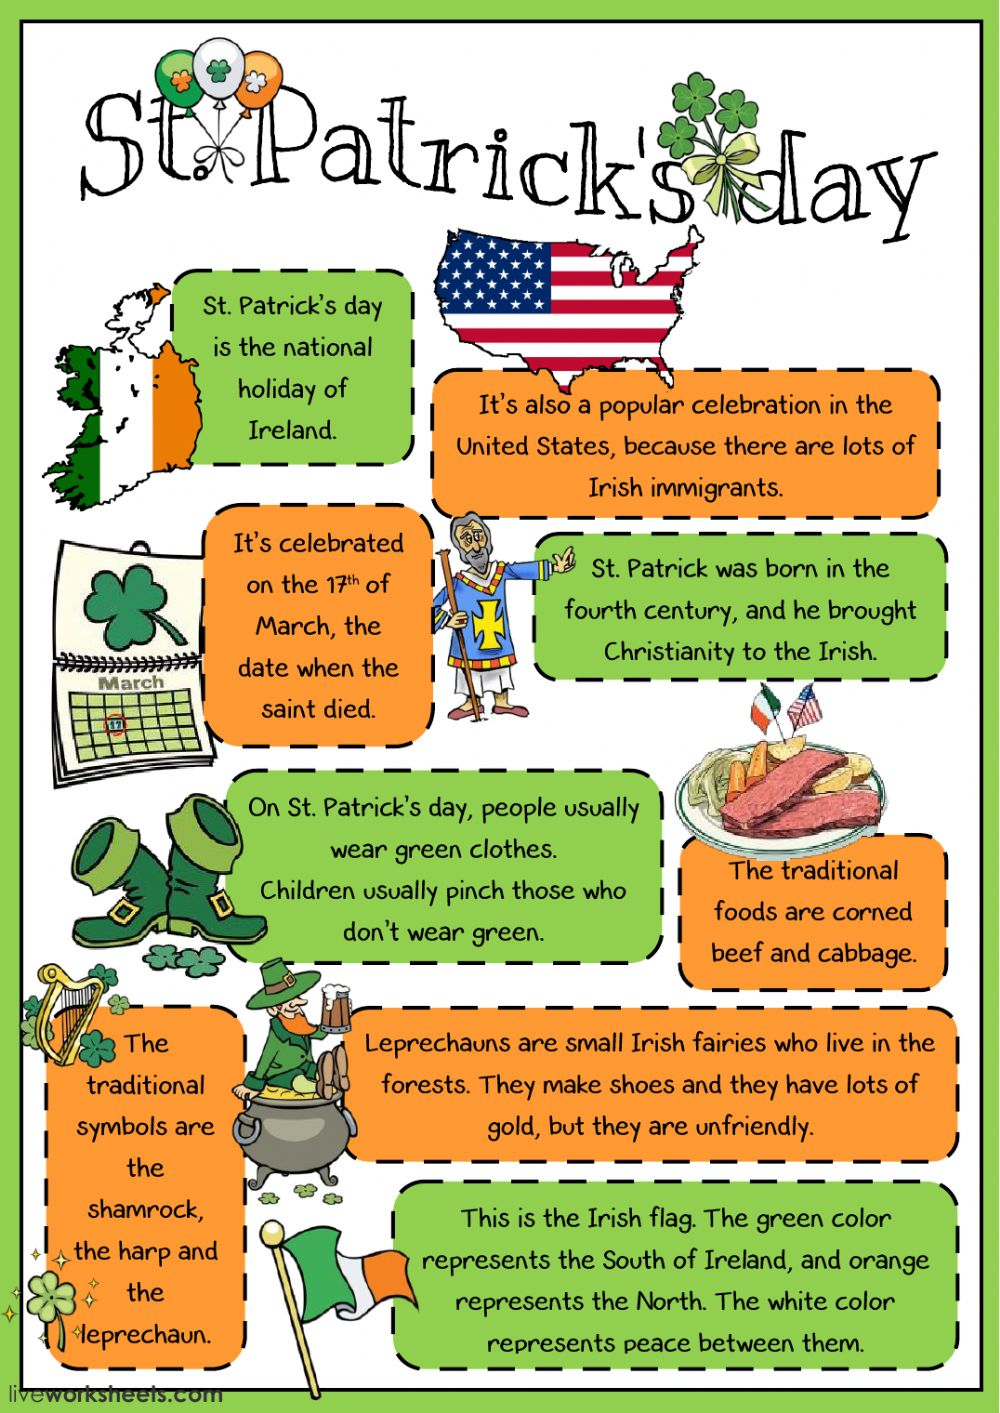 St. Patrick's day
St. Patrick's day
is the national
holiday of
Ireland.
It's also a popular celebration in the
United States, because there are lots of
Irish immigrants.
It's celebrated
on the 17th of
March, the
date when the
saint died.
March
17
St. Patrick was born in the
fourth century, and he brought
Christianity to the Irish.
On St. Patrick's day, people usually
wear green clothes.
Children usually pinch those who
don't wear green.
The traditional
foods are corned
beef and cabbage.
The
traditional
symbols are
the
shamrock,
the harp and
the
leprechaun.
Leprechauns are small Irish fairies who live in the
forests. They make shoes and they have lots of
gold, but they are unfriendly.
This is the Irish flag. The green color
represents the South of Ireland, and orange
represents the North. The white color
represents peace between them.
liveworksheets.com